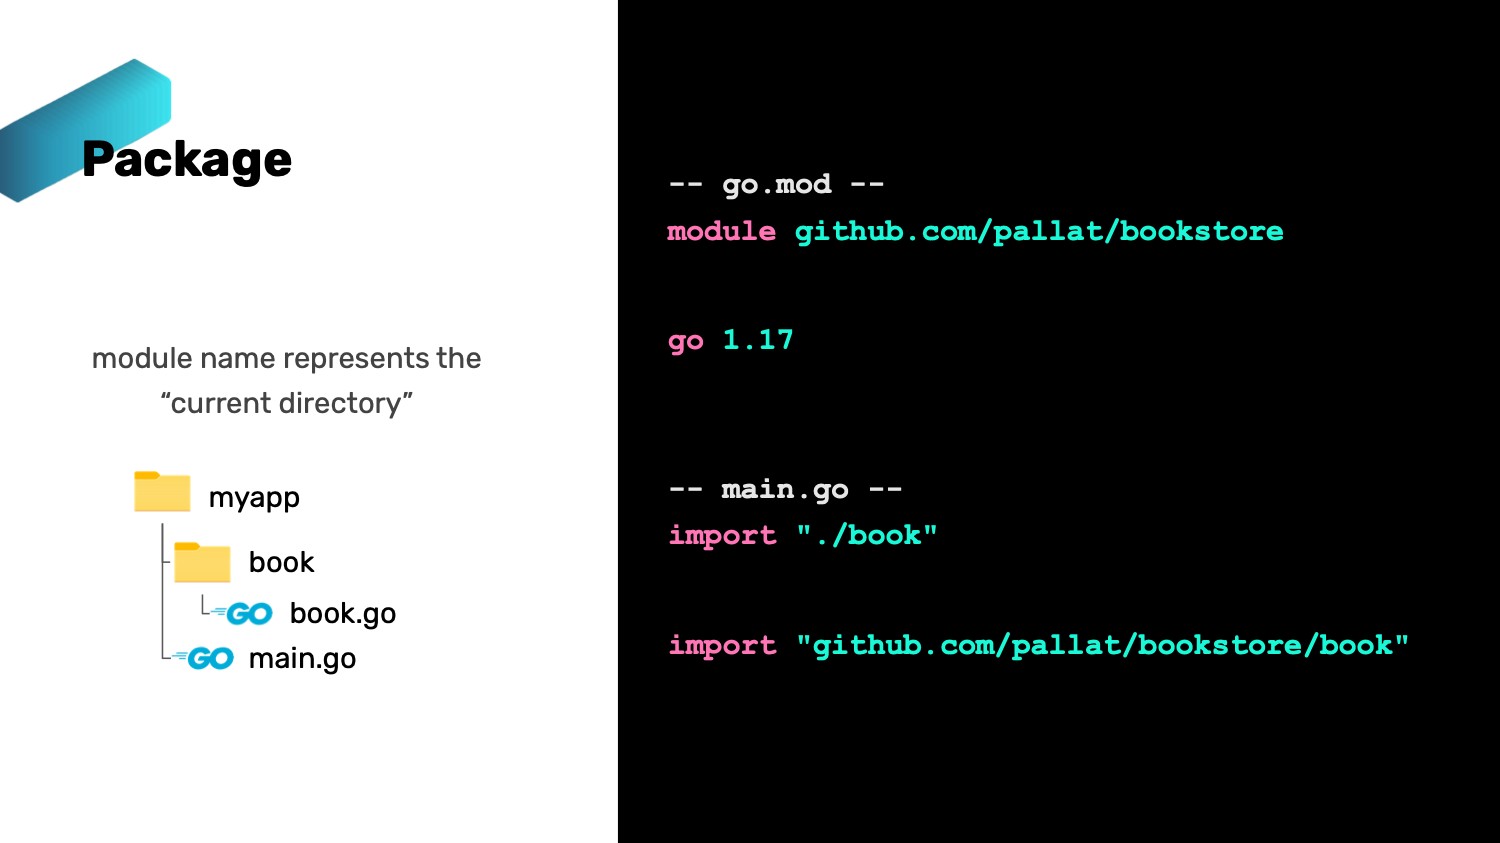 Package
module name represents the
“current directory”
myapp
book
GO book.go
GO main.go
-- go.mod --
module github.com/pallat/bookstore
go 1.17
-- main.go --
import "./book"
import "github.com/pallat/bookstore/book"